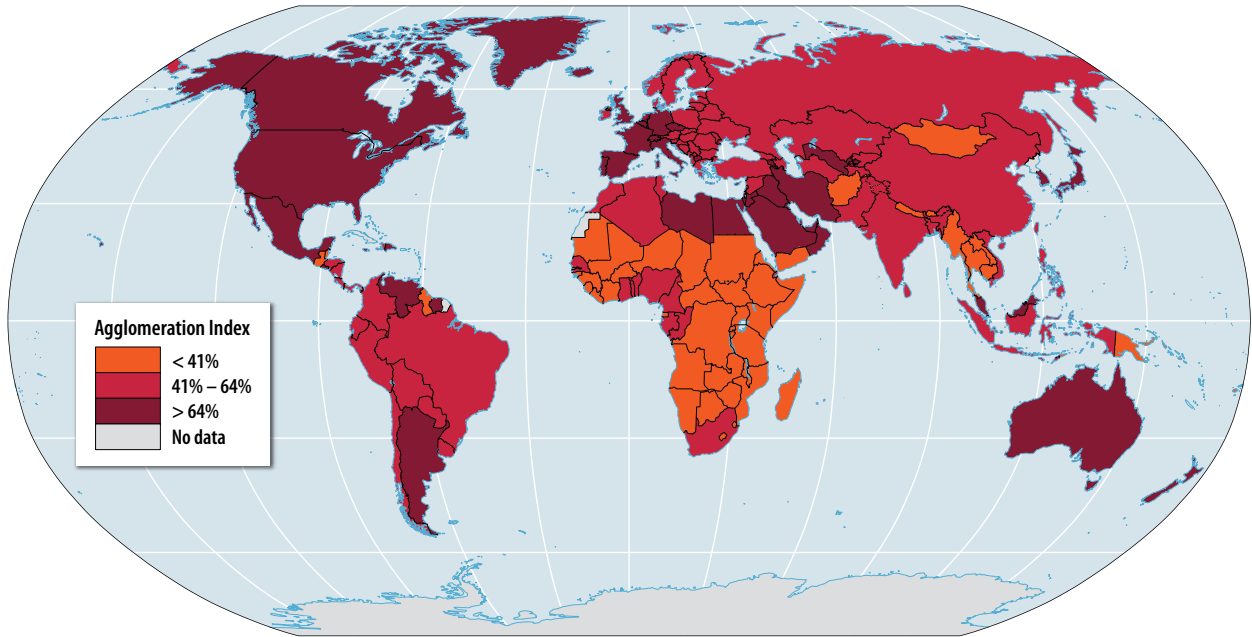 Agglomeration Index
< 41%
41% – 64%
> 64%
No data